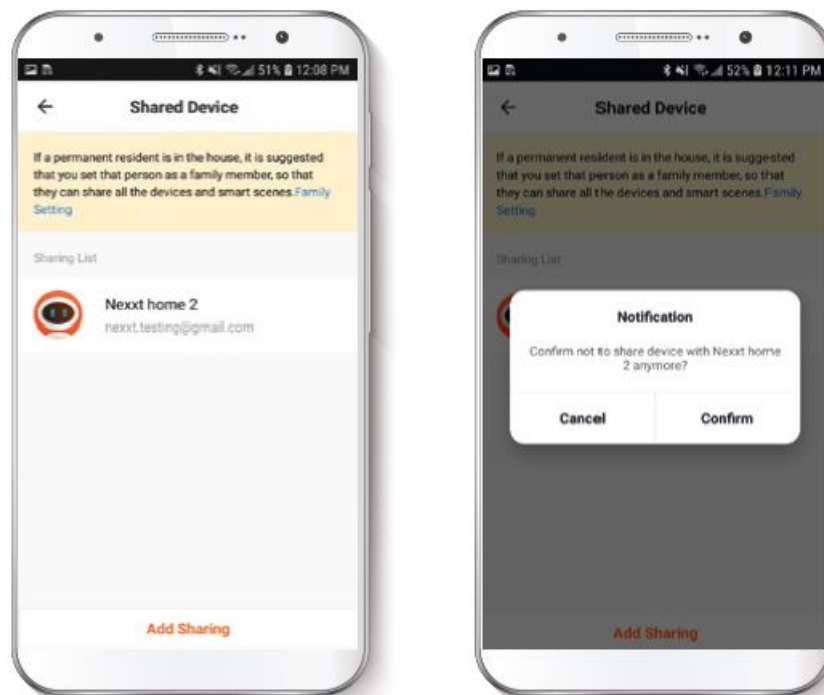 51% 12:08 PM
Shared Device
If a permanent resident is in the house, it is suggested
that you set that person as a family member, so that
they can share all the devices and smart scenes.Family
Setting
Sharing List
Nexxt home 2
nexxt.testing@gmail.com
Add Sharing
52% 12:11 PM
Shared Device
If a permanent resident is in the house, it is suggested
that you set that person as a family member, so that
they can share all the devices and smart scenes.Family
Setting
Sharing List
Notification
Confirm not to share device with Nexxt home
2 anymore?
Cancel Confirm
Add Sharing